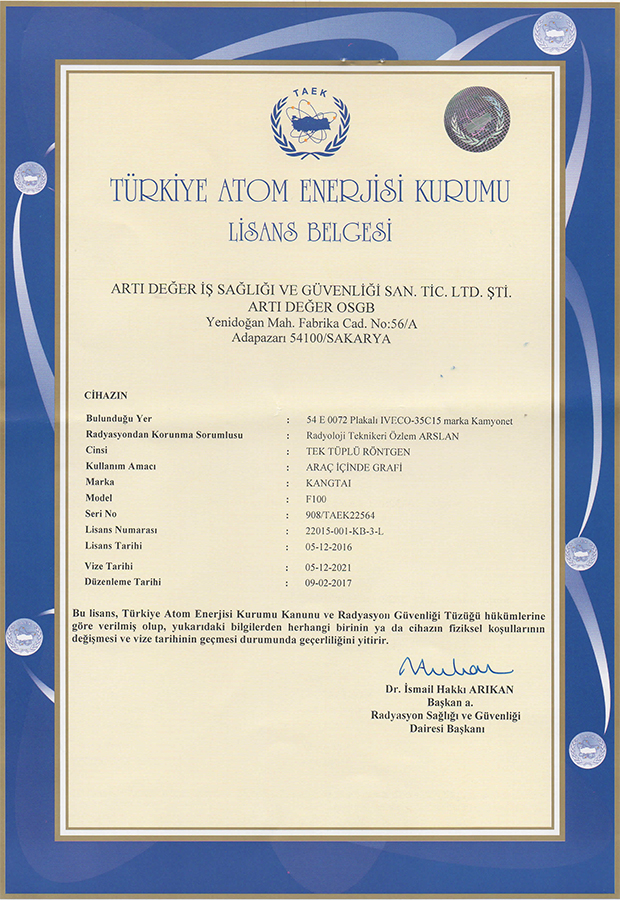 TAEK
TÜRKİYE ATOM ENERJİSİ KURUMU
LİSANS BELGESİ
ARTI DEĞER İŞ SAĞLIĞI VE GÜVENLİĞİ SAN. TİC. LTD. ŞTİ.
ARTI DEĞER OSGB
Yenidoğan Mah. Fabrika Cad. No:56/A
Adapazarı 54100/SAKARYA
CİHAZIN
Bulunduğu Yer : 54 E 0072 Plakalı IVECO-35C15 marka Kamyonet
Radyasyondan Korunma Sorumlusu : Radyoloji Teknikeri Özlem ARSLAN
Cinsi : TEK TÜPLÜ RÖNTGEN
Kullanım Amacı : ARAÇ İÇİNDE GRAFİ
Marka : KANGTAI
Model : F100
Seri No : 908/TAEK22564
Lisans Numarası : 22015-001-KB-3-L
Lisans Tarihi : 05-12-2016
Vize Tarihi : 05-12-2021
Düzenleme Tarihi : 09-02-2017
Bu lisans, Türkiye Atom Enerjisi Kurumu Kanunu ve Radyasyon Güvenliği Tüzüğü hükümlerine
göre verilmiş olup, yukarıdaki bilgilerden herhangi birinin ya da cihazın fiziksel koşullarının
değişmesi ve vize tarihinin geçmesi durumunda geçerliliğini yitirir.
Dr. İsmail Hakkı ARIKAN
Başkan a.
Radyasyon Sağlığı ve Güvenliği
Dairesi Başkanı